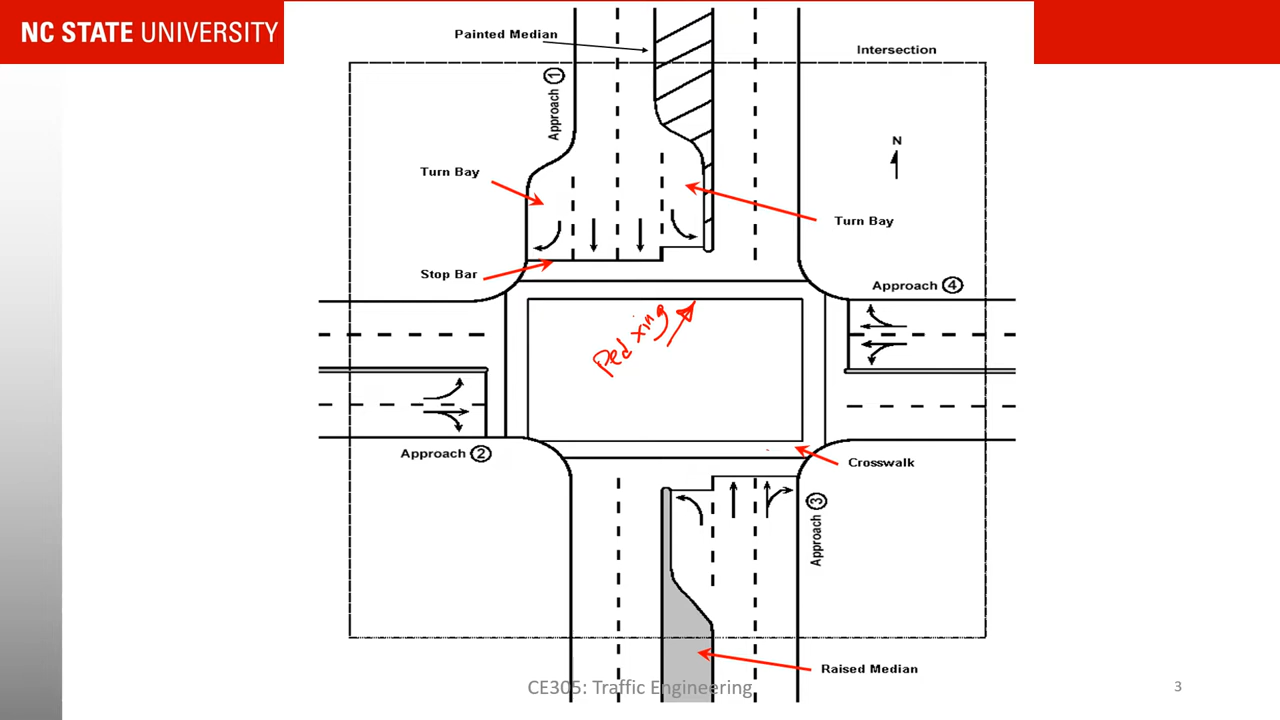 NC STATE UNIVERSITY
Painted Median
Intersection
Approach 1
N
Turn Bay
Turn Bay
Stop Bar
Approach 4
Ped xing
Approach 2
Crosswalk
Approach 3
Raised Median
CE305: Traffic Engineering
3